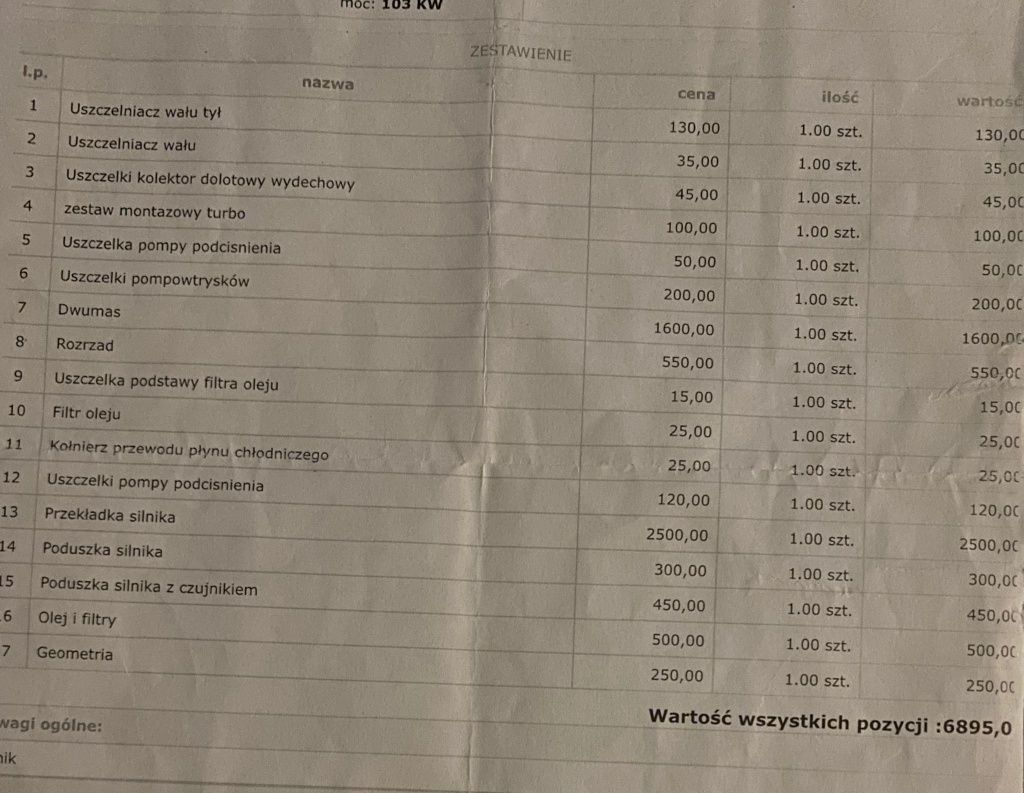 moc: 103 KW
ZESTAWIENIE
l.p. nazwa cena ilość wartość
1 Uszczelniacz wału tył 130,00 1.00 szt. 130,00
2 Uszczelniacz wału 35,00 1.00 szt. 35,00
3 Uszczelki kolektor dolotowy wydechowy 45,00 1.00 szt. 45,00
4 zestaw montazowy turbo 100,00 1.00 szt. 100,00
5 Uszczelka pompy podcisnienia 50,00 1.00 szt. 50,00
6 Uszczelki pompowtrysków 200,00 1.00 szt. 200,00
7 Dwumas 1600,00 1.00 szt. 1600,00
8 Rozrzad 550,00 1.00 szt. 550,00
9 Uszczelka podstawy filtra oleju 15,00 1.00 szt. 15,00
10 Filtr oleju 25,00 1.00 szt. 25,00
11 Kołnierz przewodu płynu chłodniczego 25,00 1.00 szt. 25,00
12 Uszczelki pompy podcisnienia 120,00 1.00 szt. 120,00
13 Przekładka silnika 2500,00 1.00 szt. 2500,00
14 Poduszka silnika 300,00 1.00 szt. 300,00
15 Poduszka silnika z czujnikiem 450,00 1.00 szt. 450,00
6 Olej i filtry 500,00 1.00 szt. 500,00
7 Geometria 250,00 1.00 szt. 250,00
Wartość wszystkich pozycji :6895,0
wagi ogólne:
nik